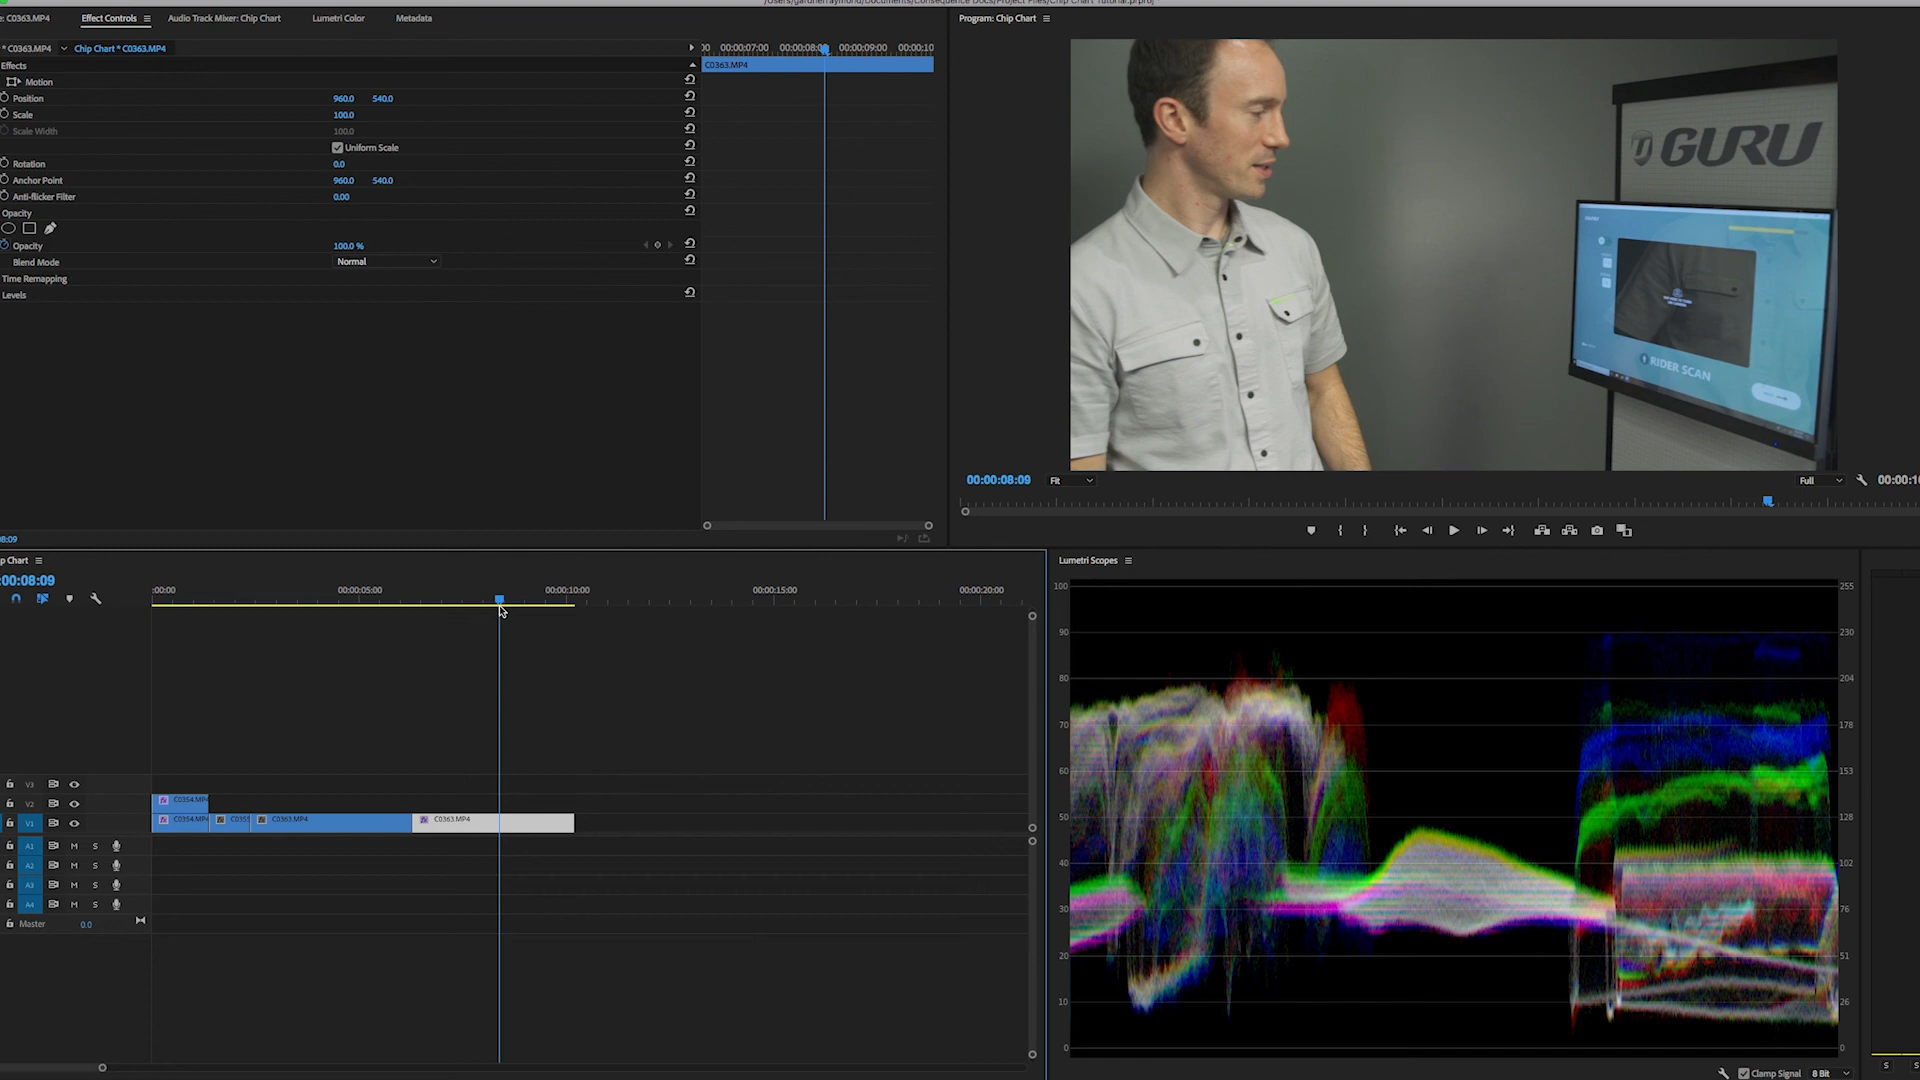 /Users/gardnerraymond/Documents/Consequence Docs/Project Files/Chip Chart Tutorial.prproj *
e: C0363.MP4
Effect Controls
Audio Track Mixer: Chip Chart
Lumetri Color
Metadata
Program: Chip Chart
* C0363.MP4
Chip Chart * C0363.MP4
00
00:00:07:00
00:00:08:0
00:00:09:00
00:00:10
Effects
C0363.MP4
Motion
Position
960.0
540.0
Scale
100.0
Scale Width
100.0
Uniform Scale
Rotation
0.0
Anchor Point
960.0
540.0
Anti-flicker Filter
0.00
Opacity
Opacity
100.0 %
Blend Mode
Normal
Time Remapping
Levels
GURU
RIDER SCAN
00:00:08:09
Fit
Full
00:00:10
08:09
p Chart
:00:08:09
:00:00
00:00:05:00
00:00:10:00
00:00:15:00
00:00:20:00
V3
V2
C0354.MP4
V1
C0354.MP4
C0355
C0363.MP4
C0363.MP4
A1
M
S
A2
M
S
A3
M
S
A4
M
S
Master
0.0
Lumetri Scopes
100
255
90
230
80
204
70
178
60
153
50
128
40
102
30
76
20
51
10
26
0
0
Clamp Signal
8 Bit
S
S